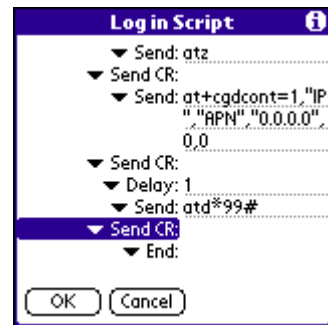 Log in Script i
Send: atz
Send CR:
Send: at+cgdcont=1,"IP
","APN","0.0.0.0",
0,0
Send CR:
Delay: 1
Send: atd*99#
Send CR:
End:
OK Cancel